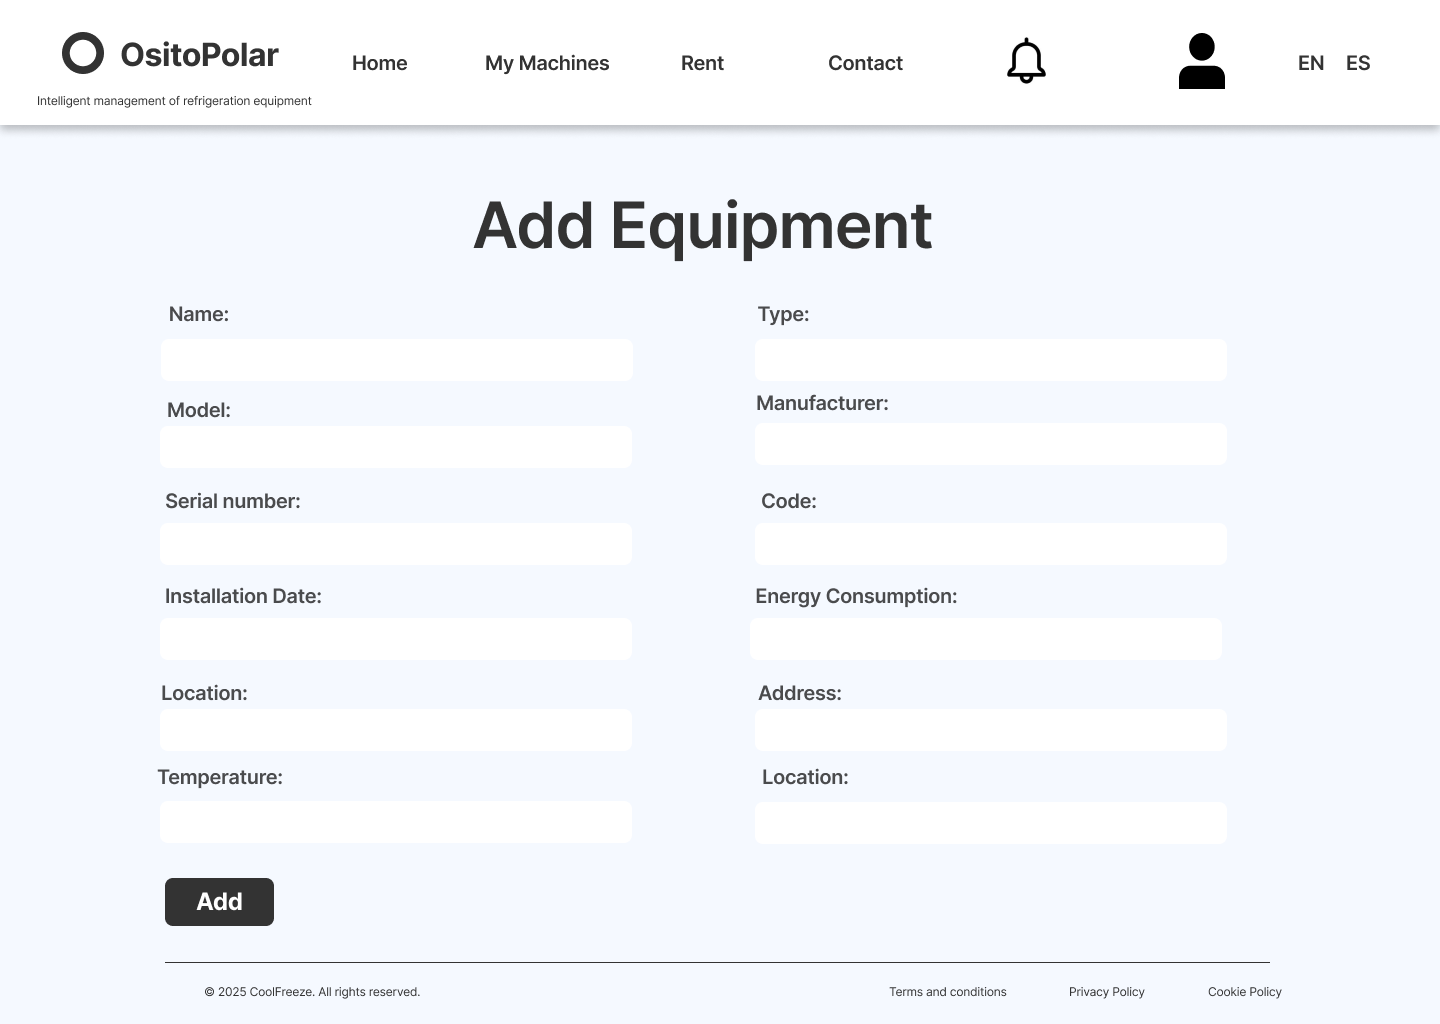 OsitoPolar
Intelligent management of refrigeration equipment
Home
My Machines
Rent
Contact
EN
ES
Add Equipment
Name:
Type:
Model:
Manufacturer:
Serial number:
Code:
Installation Date:
Energy Consumption:
Location:
Address:
Temperature:
Location:
Add
© 2025 CoolFreeze. All rights reserved.
Terms and conditions
Privacy Policy
Cookie Policy